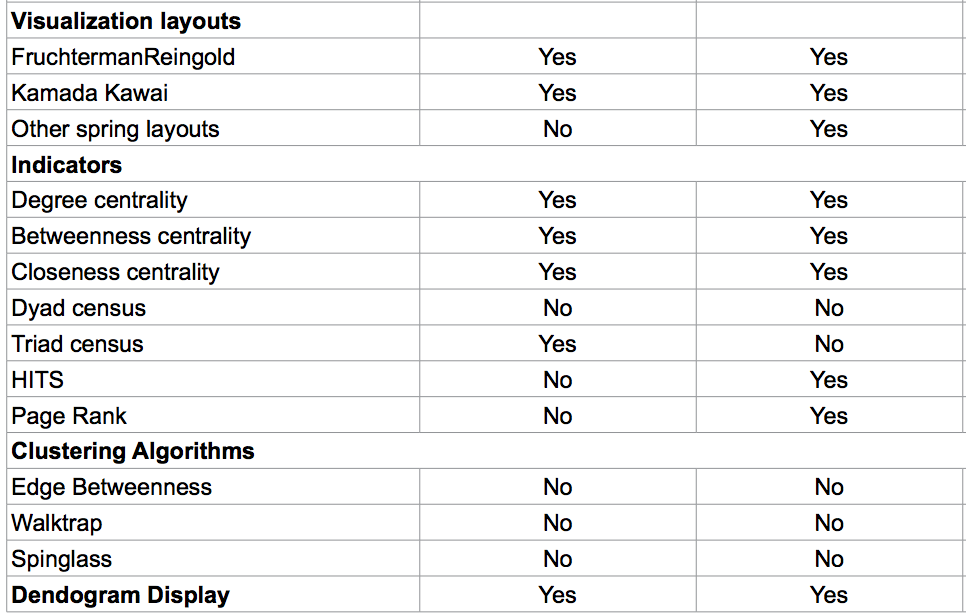 Visualization layouts
FruchtermanReingold Yes Yes
Kamada Kawai Yes Yes
Other spring layouts No Yes
Indicators
Degree centrality Yes Yes
Betweenness centrality Yes Yes
Closeness centrality Yes Yes
Dyad census No No
Triad census Yes No
HITS No Yes
Page Rank No Yes
Clustering Algorithms
Edge Betweenness No No
Walktrap No No
Spinglass No No
Dendogram Display Yes Yes